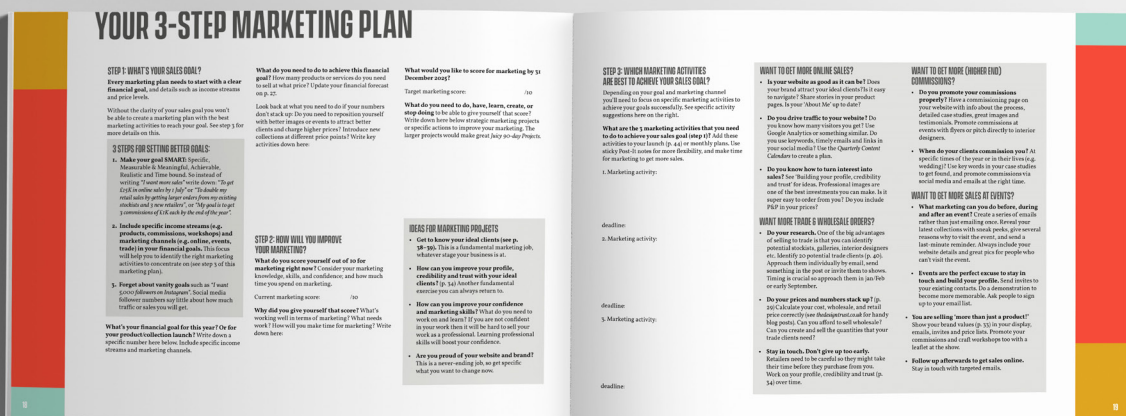 YOUR 3-STEP MARKETING PLAN
STEP 1: WHAT'S YOUR SALES GOAL?
Every marketing plan needs to start with a clear
financial goal, and details such as income streams
and price levels.
Without the clarity of your sales goal you won't
be able to create a marketing plan with the best
marketing activities to reach your goal. See step 3 for
more details on this.
3 STEPS FOR SETTING BETTER GOALS:
1. Make your goal SMART: Specific,
Measurable & Meaningful, Achievable,
Realistic and Time bound. So instead of
writing "I want more sales" write down: "To get
£15K in online sales by 1 July" or "To double my
retail sales by getting larger orders from my existing
stockists and 3 new retailers", or "My goal is to get
3 commissions of £1K each by the end of the year".
2. Include specific income streams (e.g.
products, commissions, workshops) and
marketing channels (e.g. online, events,
trade) in your financial goals. This focus
will help you to identify the right marketing
activities to concentrate on (see step 3 of this
marketing plan).
3. Forget about vanity goals such as "I want
5,000 followers on Instagram". Social media
follower numbers say little about how much
traffic or sales you will get.
What's your financial goal for this year? Or for
your product/collection launch? Write down a
specific number here below. Include specific income
streams and marketing channels.
What do you need to do to achieve this financial
goal? How many products or services do you need
to sell at what price? Update your financial forecast
on p. 27.
Look back at what you need to do if your numbers
don't stack up: Do you need to reposition yourself
with better images or events to attract better
clients and charge higher prices? Introduce new
collections at different price points? Write key
activities down here:
STEP 2: HOW WILL YOU IMPROVE
YOUR MARKETING?
What do you score yourself out of 10 for
marketing right now? Consider your marketing
knowledge, skills, and confidence; and how much
time you spend on marketing.
Current marketing score: /10
Why did you give yourself that score? What's
working well in terms of marketing? What needs
work? How will you make time for marketing? Write
down here:
What would you like to score for marketing by 31
December 2025?
Target marketing score: /10
What do you need to do, have, learn, create, or
stop doing to be able to give yourself that score?
Write down here below strategic marketing projects
or specific actions to improve your marketing. The
larger projects would make great Juicy 90-day Projects.
IDEAS FOR MARKETING PROJECTS
• Get to know your ideal clients (see p.
38-39). This is a fundamental marketing job,
whatever stage your business is at.
• How can you improve your profile,
credibility and trust with your ideal
clients? (p. 34) Another fundamental
exercise you can always return to.
• How can you improve your confidence
and marketing skills? What do you need to
work on and learn? If you are not confident
in your work then it will be hard to sell your
work as a professional. Learning professional
skills will boost your confidence.
• Are you proud of your website and brand?
This is a never-ending job, so get specific
what you want to change now.
18
STEP 3: WHICH MARKETING ACTIVITIES
ARE BEST TO ACHIEVE YOUR SALES GOAL?
Depending on your goal and marketing channel
you'll need to focus on specific marketing activities to
achieve your goals successfully. See specific activity
suggestions here on the right.
What are the 3 marketing activities that you need
to do to achieve your sales goal (step 1)? Add these
activities to your launch (p. 44) or monthly plans. Use
sticky Post-It notes for more flexibility, and make time
for marketing to get more sales.
1. Marketing activity:
deadline:
2. Marketing activity:
deadline:
3. Marketing activity:
deadline:
WANT TO GET MORE ONLINE SALES?
• Is your website as good as it can be? Does
your brand attract your ideal clients? Is it easy
to navigate? Share stories in your product
pages. Is your 'About Me' up to date?
• Do you drive traffic to your website? Do
you know how many visitors you get? Use
Google Analytics or something similar. Do
you use keywords, timely emails and links in
your social media? Use the Quarterly Content
Calendars to create a plan.
• Do you know how to turn interest into
sales? See 'Building your profile, credibility
and trust' for ideas. Professional images are
one of the best investments you can make. Is it
super easy to order from you? Do you include
P&P in your prices?
WANT MORE TRADE & WHOLESALE ORDERS?
• Do your research. One of the big advantages
of selling to trade is that you can identify
potential stockists, galleries, interior designers
etc. Identify 20 potential trade clients (p. 40).
Approach them individually by email, send
something in the post or invite them to shows.
Timing is crucial so approach them in Jan/Feb
or early September.
• Do your prices and numbers stack up? (p.
29) Calculate your cost, wholesale, and retail
price correctly (see thedesigntrust.co.uk for handy
blog posts). Can you afford to sell wholesale?
Can you create and sell the quantities that your
trade clients need?
• Stay in touch. Don't give up too early.
Retailers need to be careful so they might take
their time before they purchase from you.
Work on your profile, credibility and trust (p.
34) over time.
WANT TO GET MORE (HIGHER END)
COMMISSIONS?
• Do you promote your commissions
properly? Have a commissioning page on
your website with info about the process,
detailed case studies, great images and
testimonials. Promote your commissions at
events with flyers or pitch directly to interior
designers.
• When do your clients commission you? At
specific times of the year or in their lives (e.g.
wedding)? Use key words in your case studies
to get found, and promote commissions via
social media and emails at the right time.
WANT TO GET MORE SALES AT EVENTS?
• What marketing can you do before, during
and after an event? Create a series of emails
rather than just emailing once. Reveal your
latest collections with sneak peeks, give several
reasons why to visit the event, and send a
last-minute reminder. Always include your
website details and great pics for people who
can't visit the event.
• Events are the perfect excuse to stay in
touch and build your profile. Send invites to
your existing contacts. Do a demonstration to
become more memorable. Ask people to sign
up to your email list.
• You are selling 'more than just a product!'
Show your brand values (p. 33) in your display,
emails, invites and price lists. Promote your
commissions and craft workshops too with a
leaflet at the show.
• Follow up afterwards to get sales online.
Stay in touch with targeted emails.
19